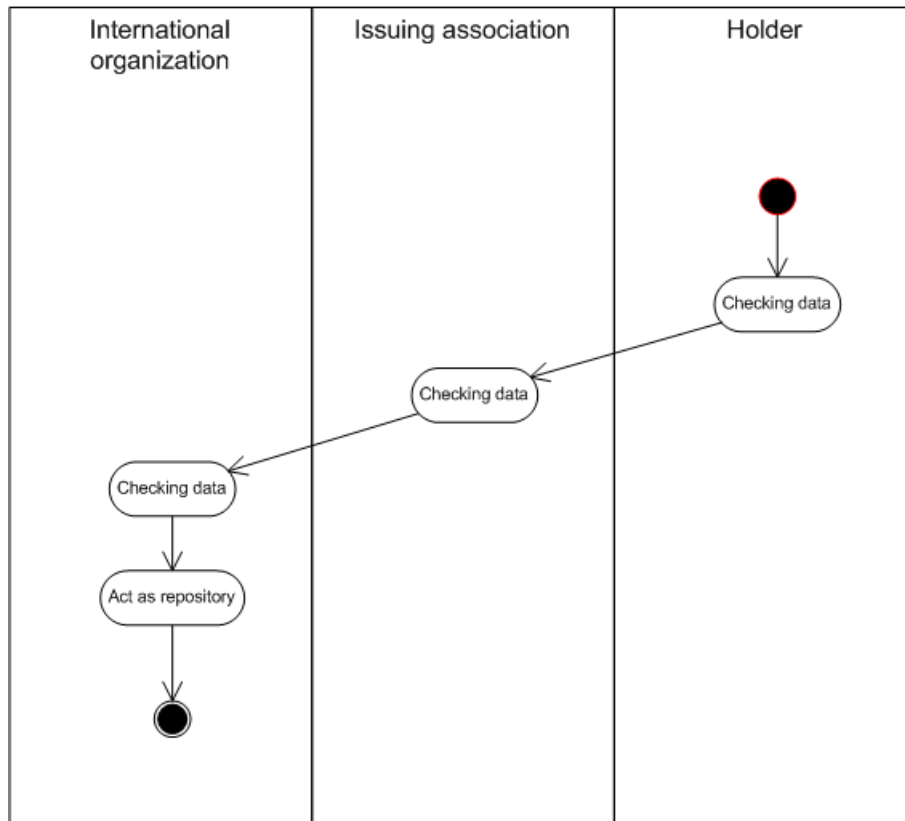 International
organization
Issuing association
Holder
Checking data
Checking data
Checking data
Act as repository